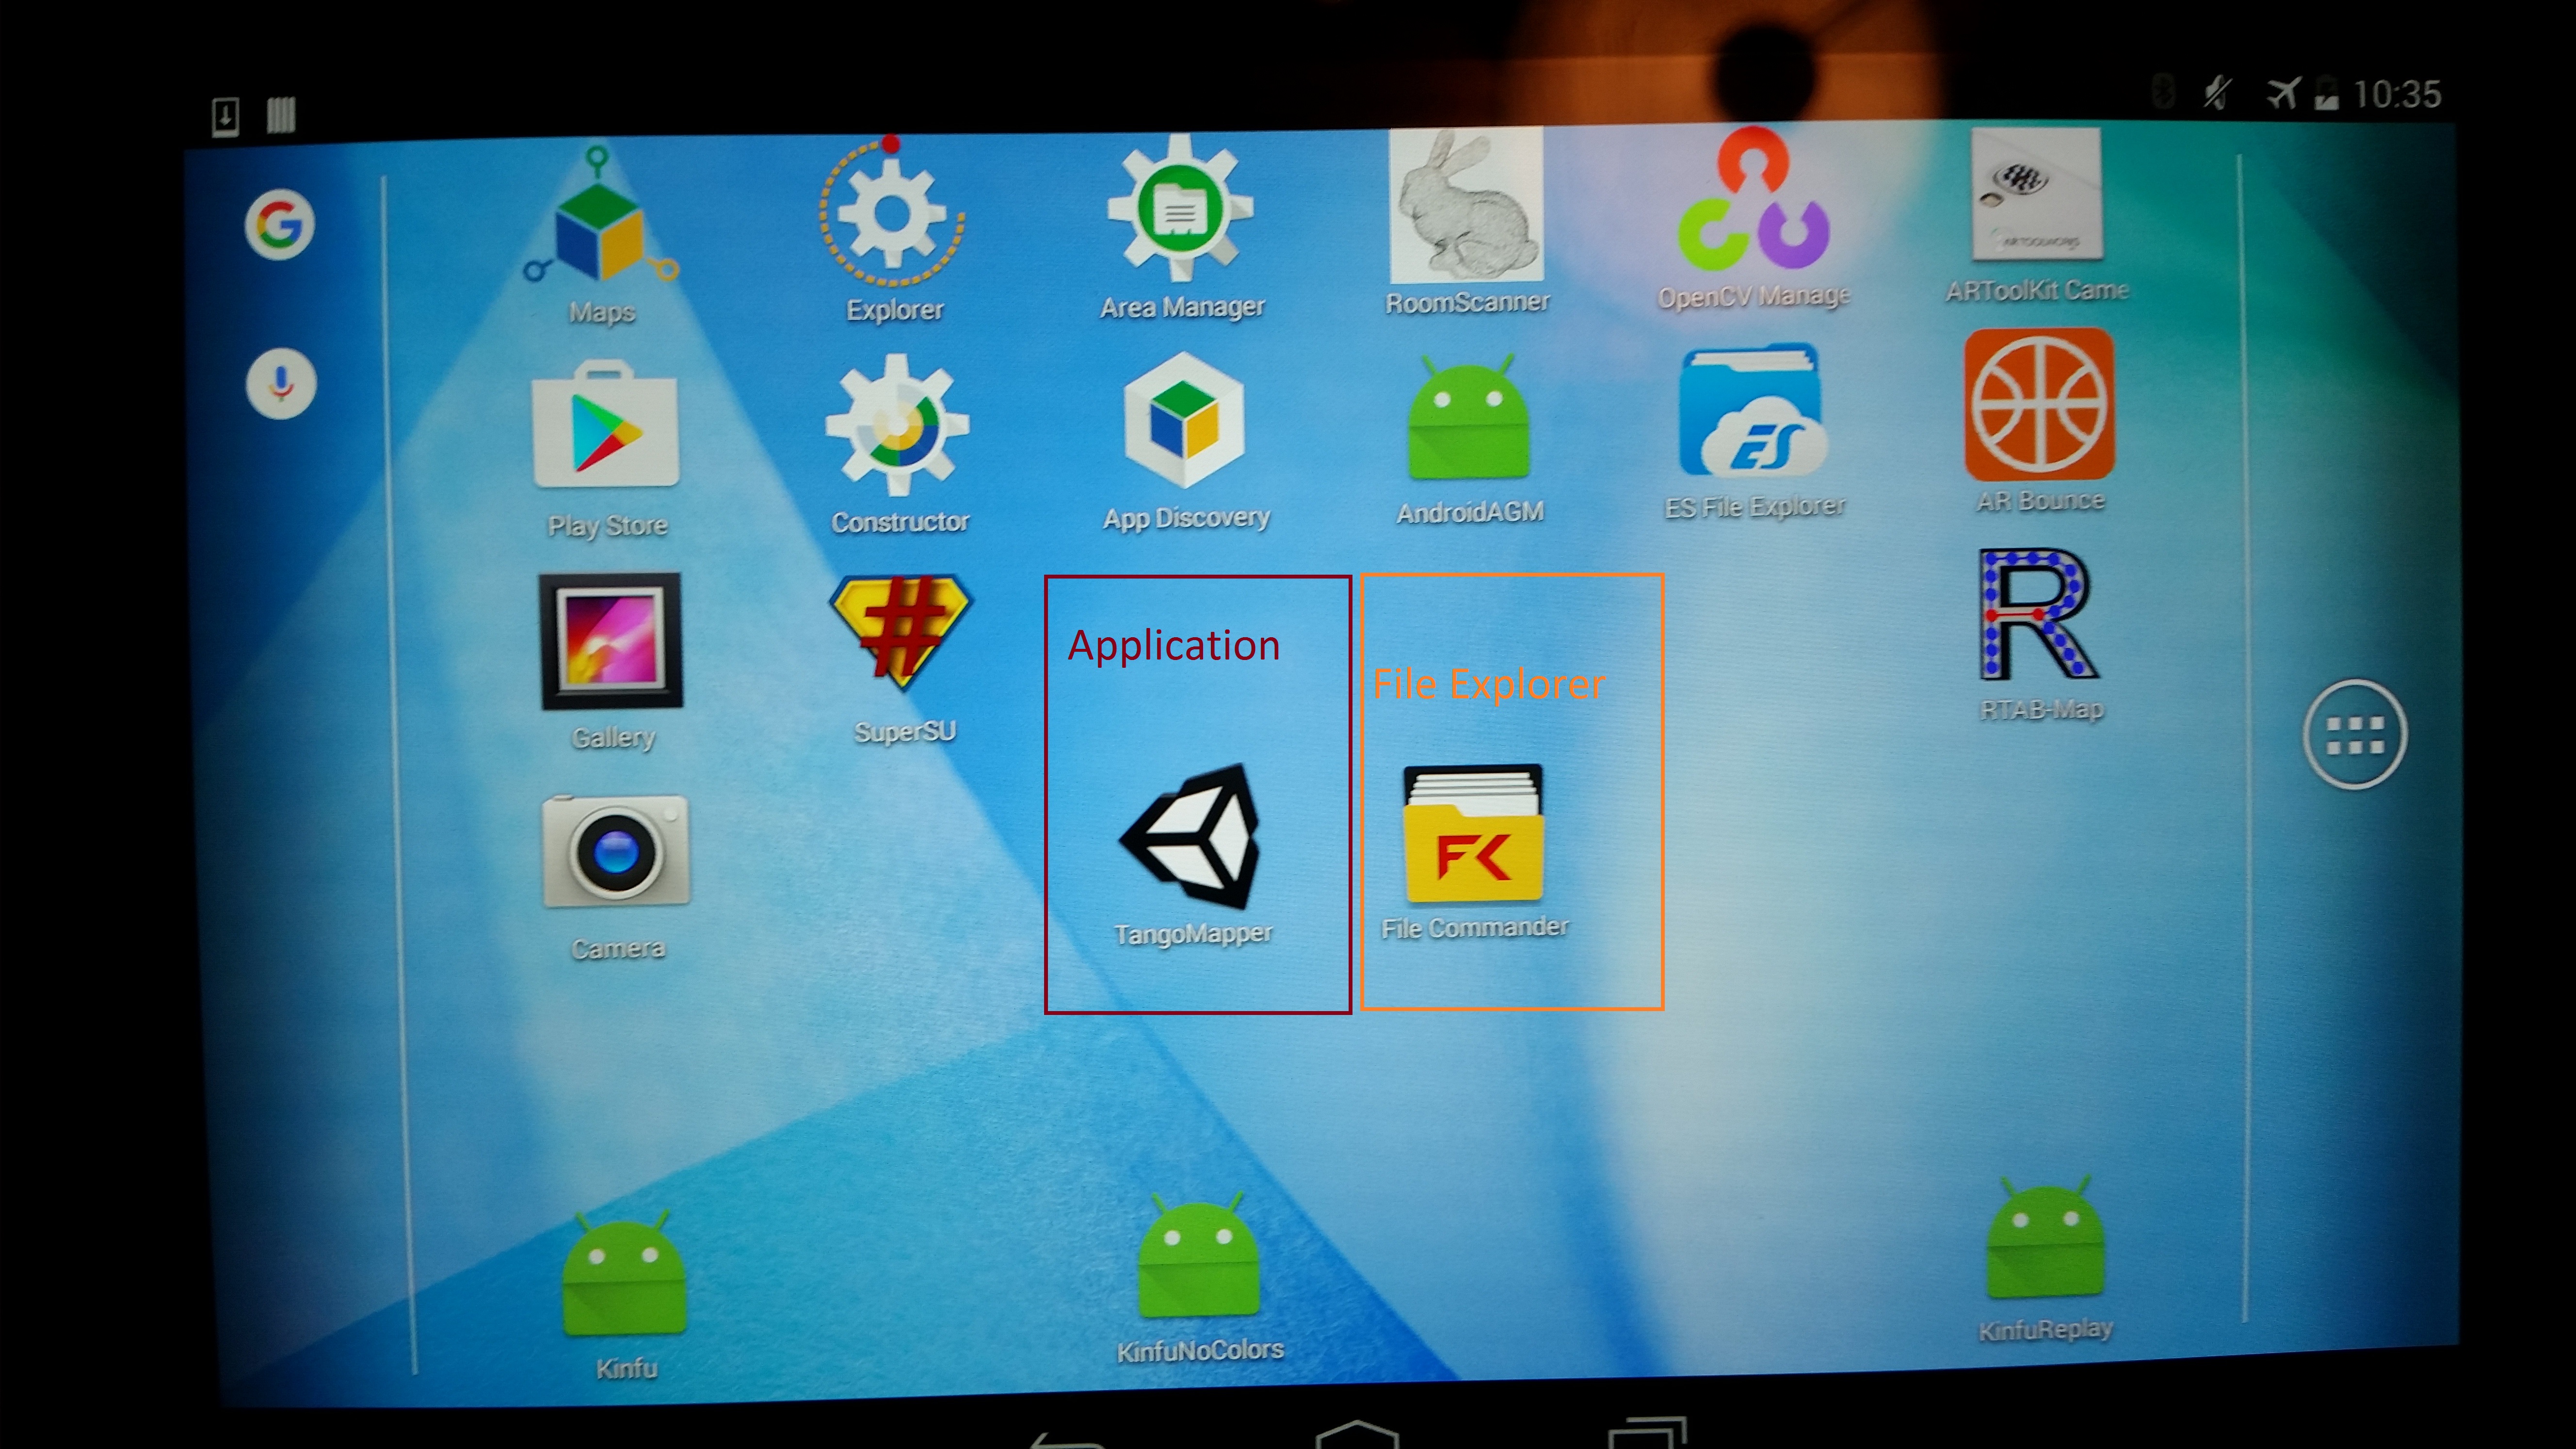 10:35
Maps
Explorer
Area Manager
RoomScanner
OpenCV Manage
ARToolKit Came
Play Store
Constructor
App Discovery
AndroidAGM
ES
ES File Explorer
AR Bounce
Application
File Explorer
Gallery
SuperSU
RTAB-Map
Camera
TangoMapper
File Commander
Kinfu
KinfuNoColors
KinfuReplay